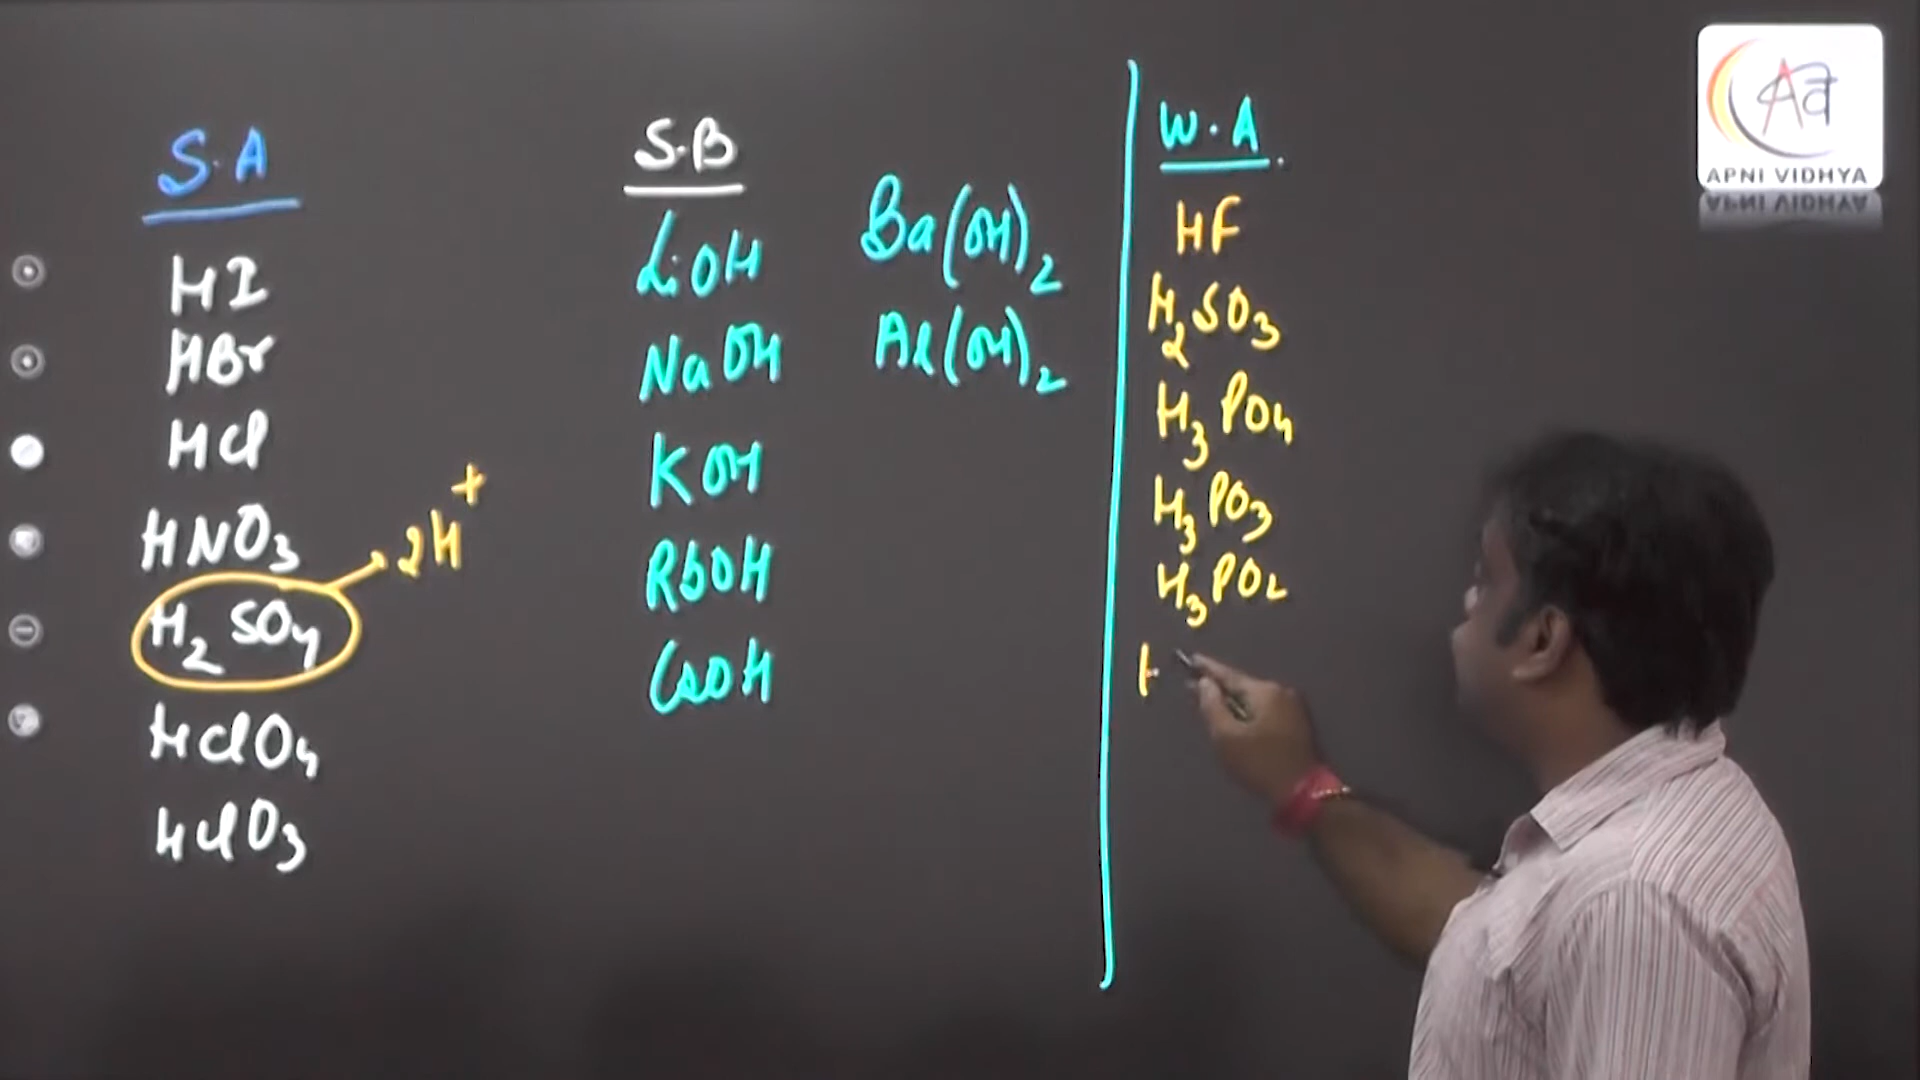 S.A
HI
HBr
HCl
HNO3
H2SO4 → 2H+
HClO4
HClO3
S.B
LiOH
NaOH
KOH
RbOH
CsOH
Ba(OH)2
Al(OH)2
W.A
HF
H2SO3
H3PO4
H3PO3
H3PO2
APNI VIDHYA